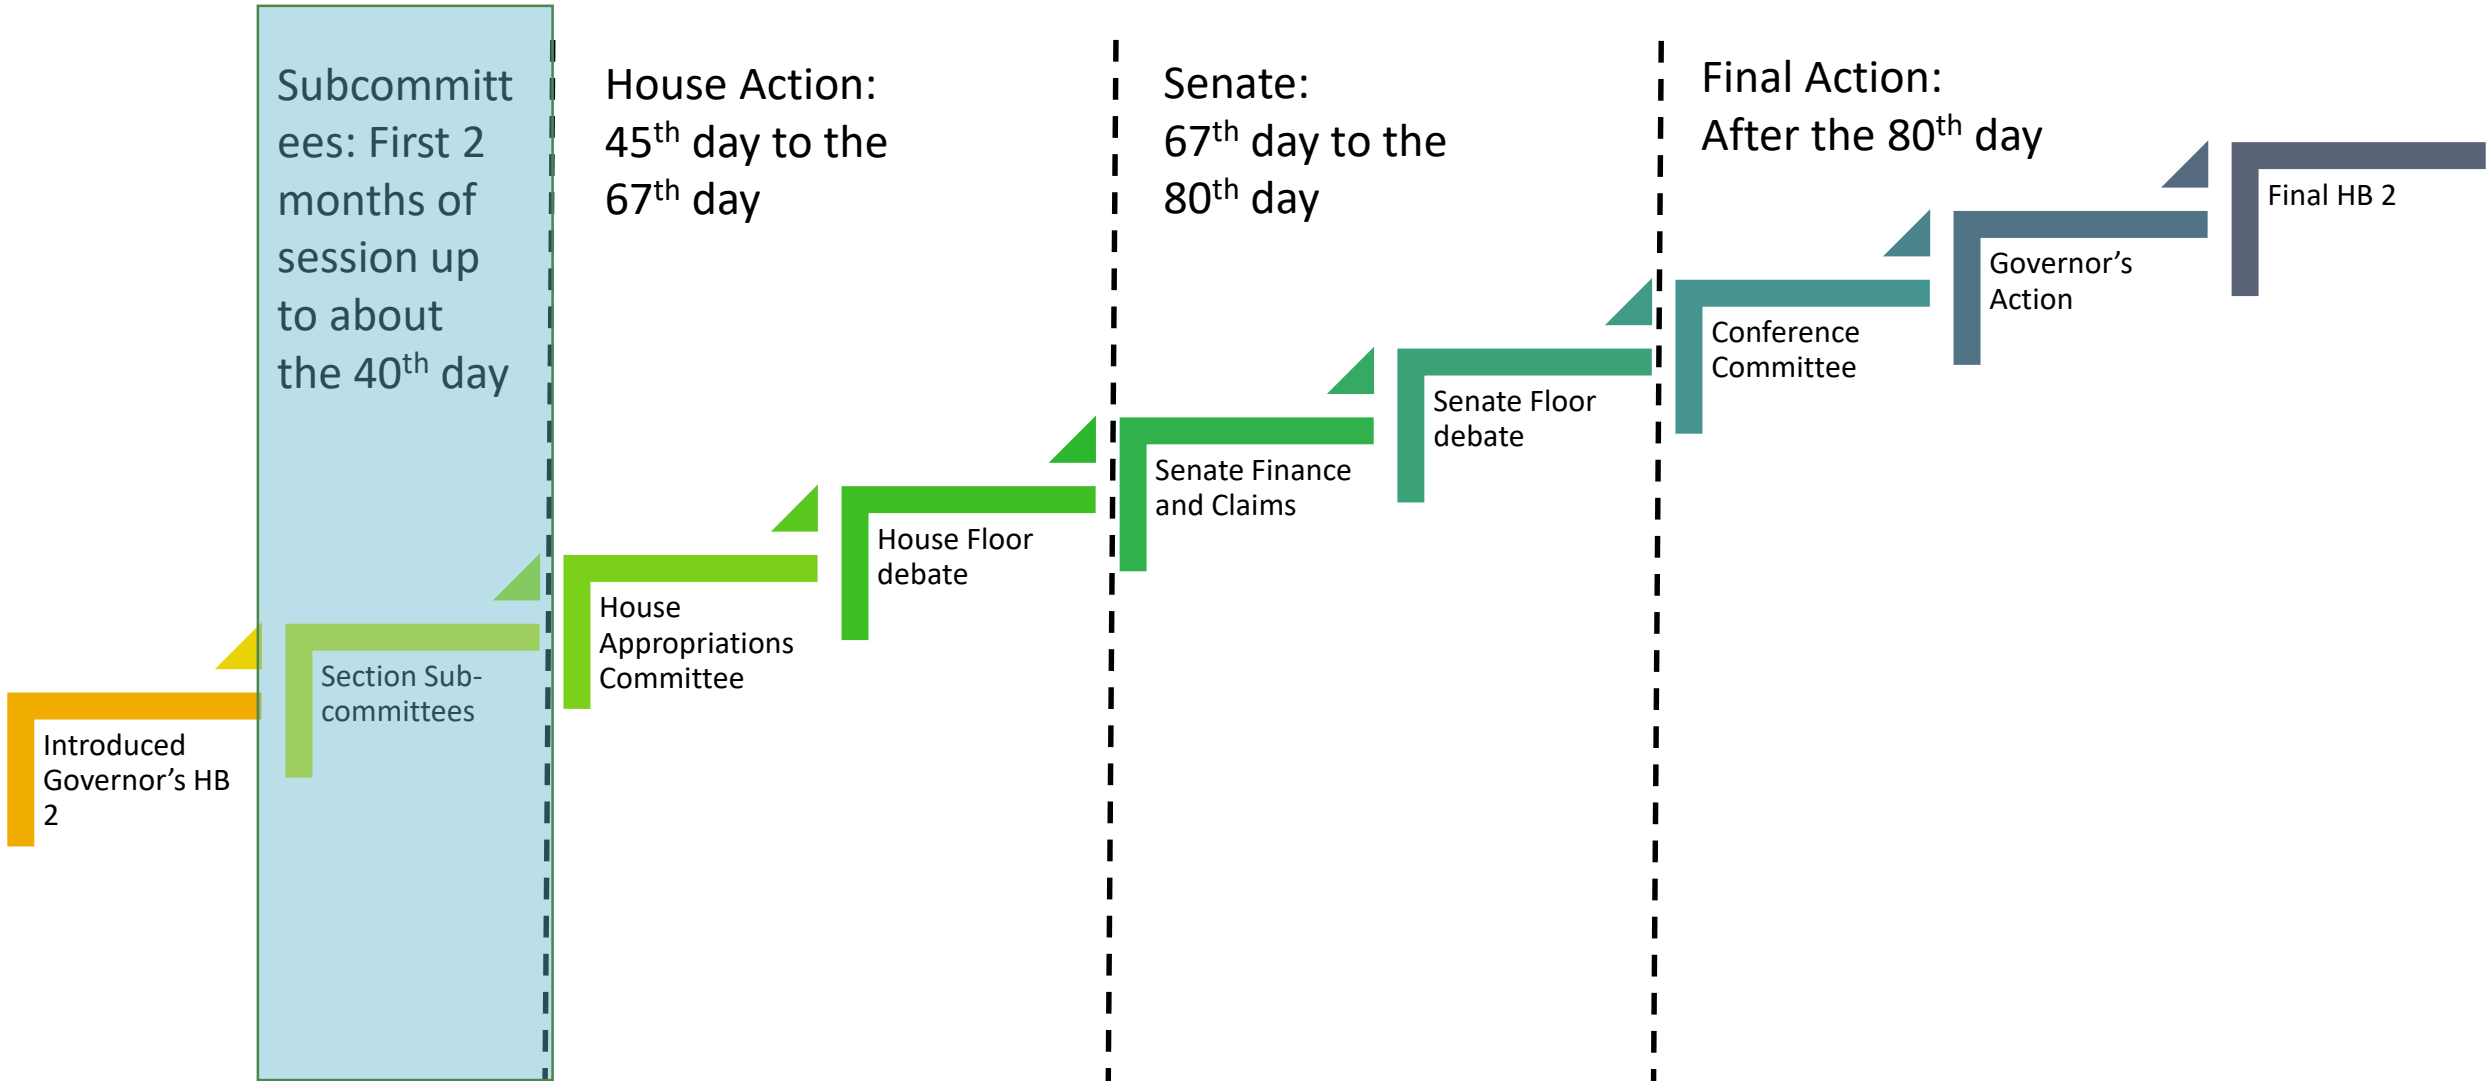 Subcommitt
ees: First 2
months of
session up
to about
the 40th day
House Action:
45th day to the
67th day
Senate:
67th day to the
80th day
Final Action:
After the 80th day
Introduced
Governor’s HB
2
Section Sub-
committees
House
Appropriations
Committee
House Floor
debate
Senate Finance
and Claims
Senate Floor
debate
Conference
Committee
Governor’s
Action
Final HB 2